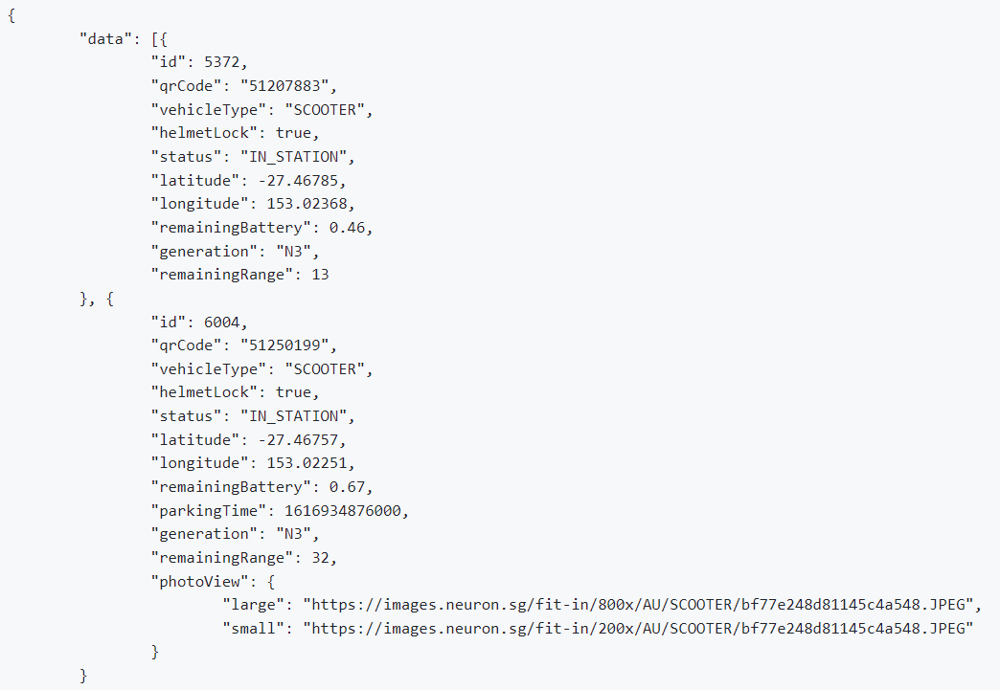 {
"data": [{
"id": 5372,
"qrCode": "51207883",
"vehicleType": "SCOOTER",
"helmetLock": true,
"status": "IN_STATION",
"latitude": -27.46785,
"longitude": 153.02368,
"remainingBattery": 0.46,
"generation": "N3",
"remainingRange": 13
}, {
"id": 6004,
"qrCode": "51250199",
"vehicleType": "SCOOTER",
"helmetLock": true,
"status": "IN_STATION",
"latitude": -27.46757,
"longitude": 153.02251,
"remainingBattery": 0.67,
"parkingTime": 1616934876000,
"generation": "N3",
"remainingRange": 32,
"photoView": {
"large": "https://images.neuron.sg/fit-in/800x/AU/SCOOTER/bf77e248d81145c4a548.JPEG",
"small": "https://images.neuron.sg/fit-in/200x/AU/SCOOTER/bf77e248d81145c4a548.JPEG"
}
}